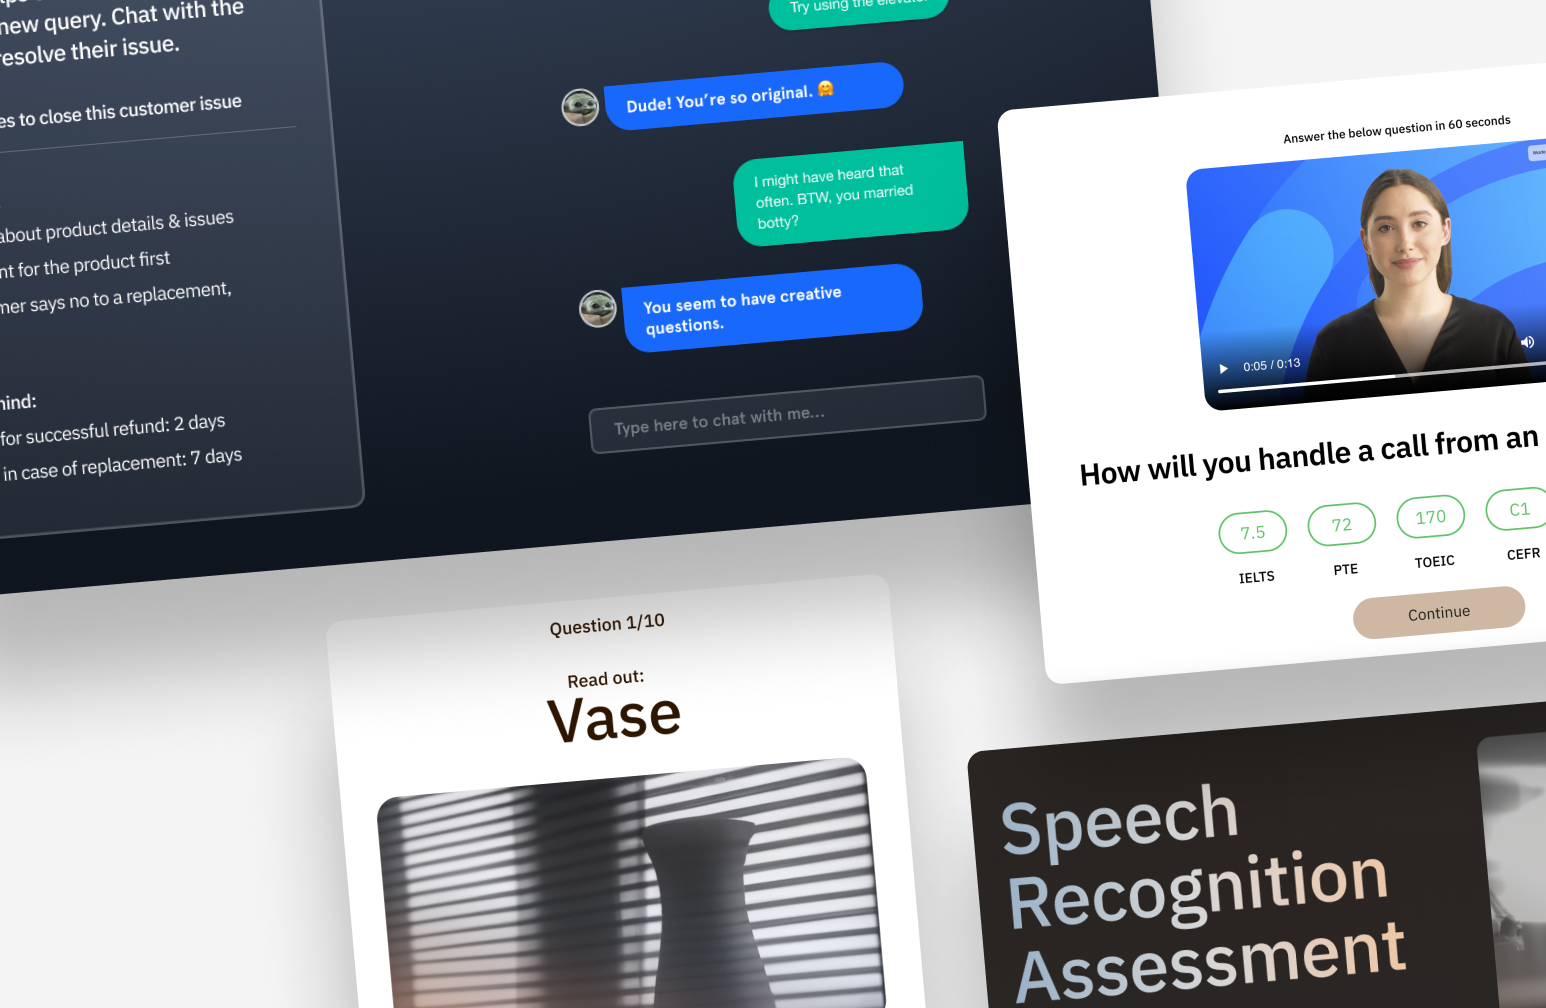 new query. Chat with the
resolve their issue.
es to close this customer issue
about product details & issues
nt for the product first
mer says no to a replacement,
mind:
for successful refund: 2 days
in case of replacement: 7 days
Try using the elevator
Dude! You’re so original. 🤗
I might have heard that
often. BTW, you married
botty?
You seem to have creative
questions.
Type here to chat with me...
Answer the below question in 60 seconds
0:05 / 0:13
How will you handle a call from an
7.5
72
170
C1
IELTS
PTE
TOEIC
CEFR
Continue
Question 1/10
Read out:
Vase
Speech
Recognition
Assessment